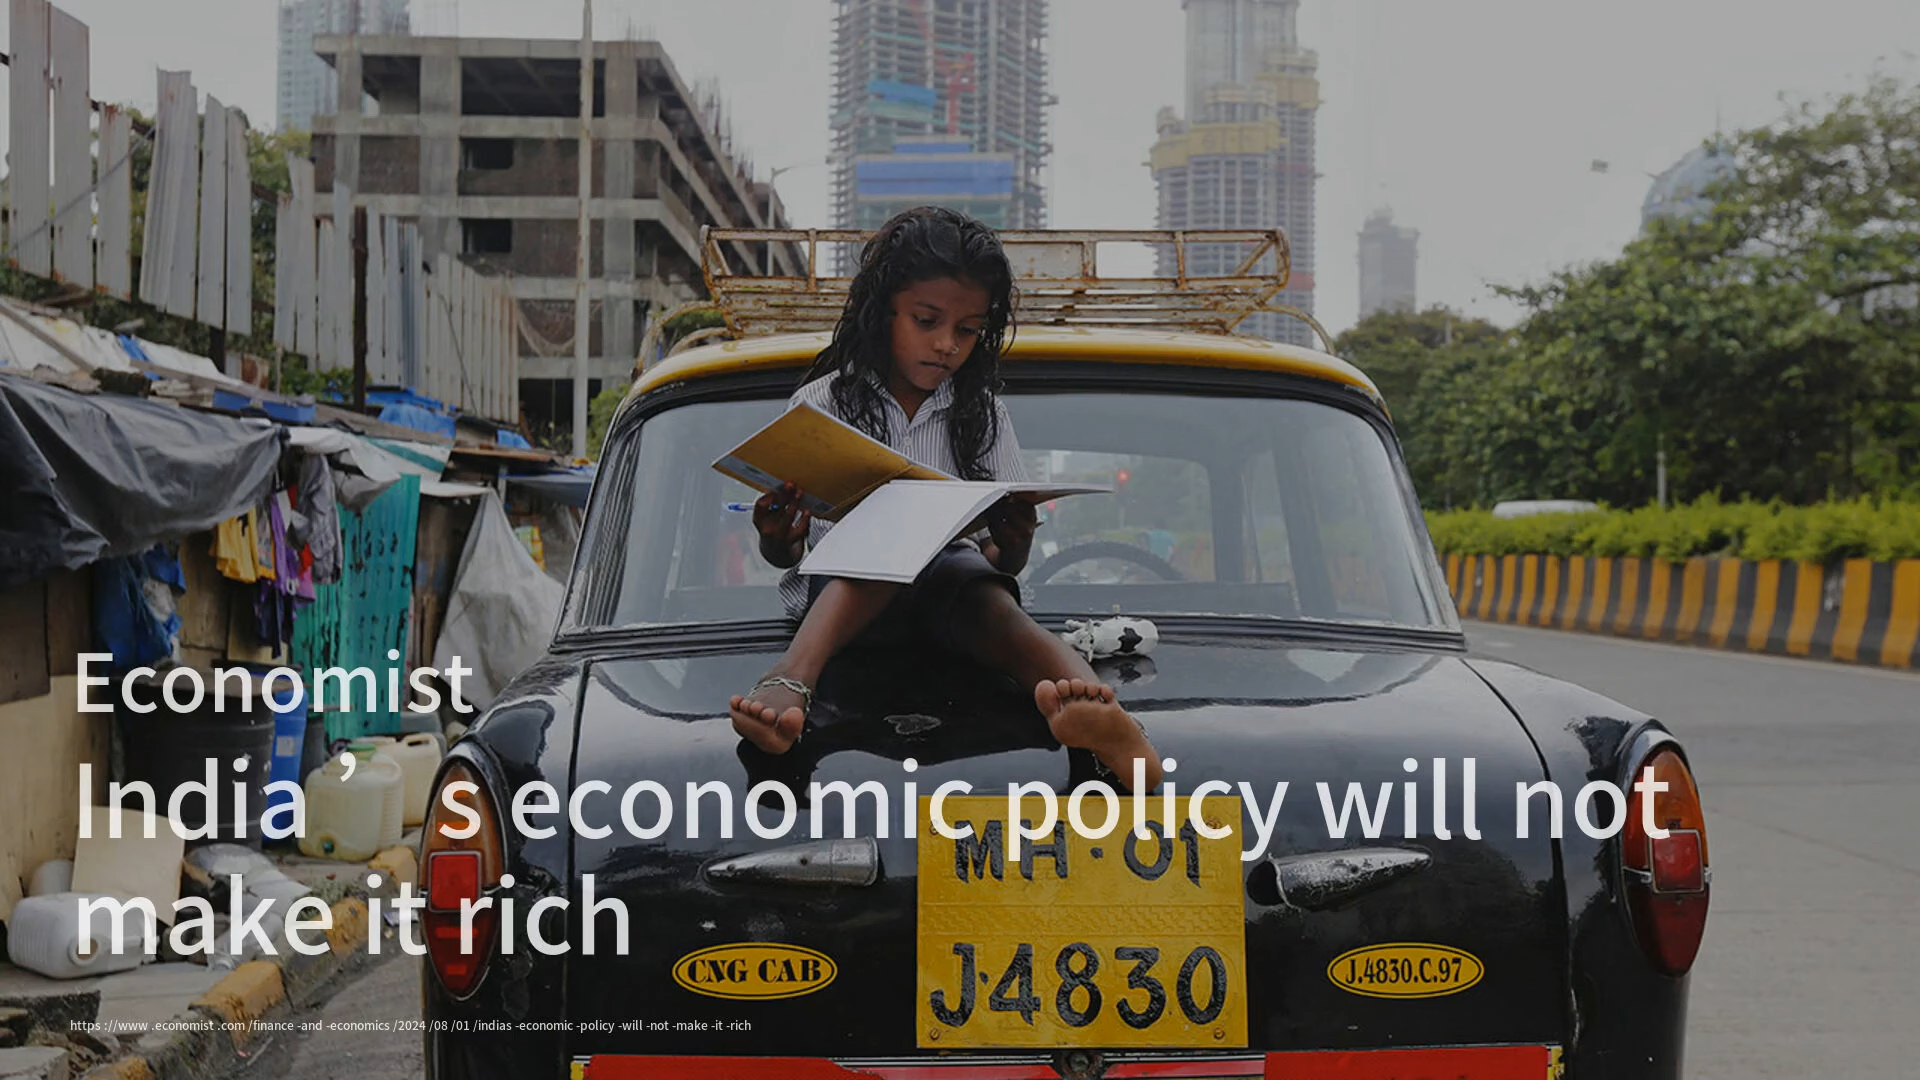 Economist
India’s economic policy will not
make it rich
MH·01
J·4830
CNG CAB
J.4830.C.97
https://www.economist.com/finance-and-economics/2024/08/01/indias-economic-policy-will-not-make-it-rich